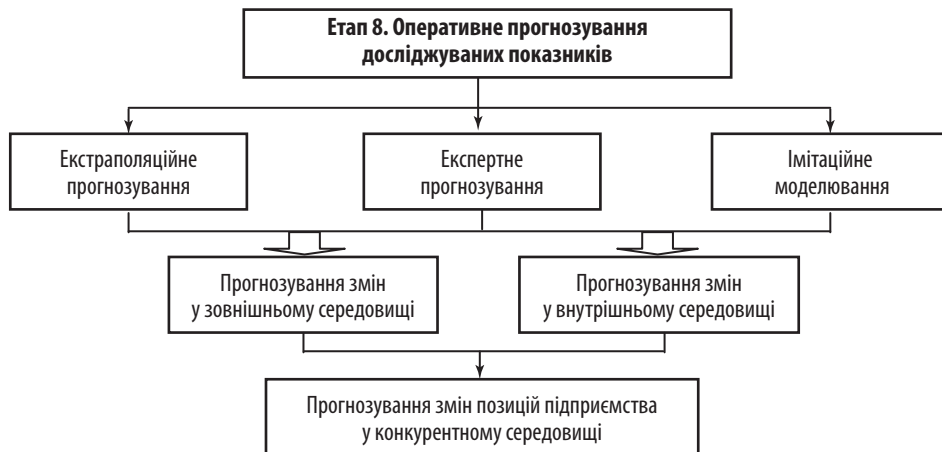 Етап 8. Оперативне прогнозування
досліджуваних показників
Екстраполяційне
прогнозування
Експертне
прогнозування
Імітаційне
моделювання
Прогнозування змін
у зовнішньому середовищі
Прогнозування змін
у внутрішньому середовищі
Прогнозування змін позицій підприємства
у конкурентному середовищі